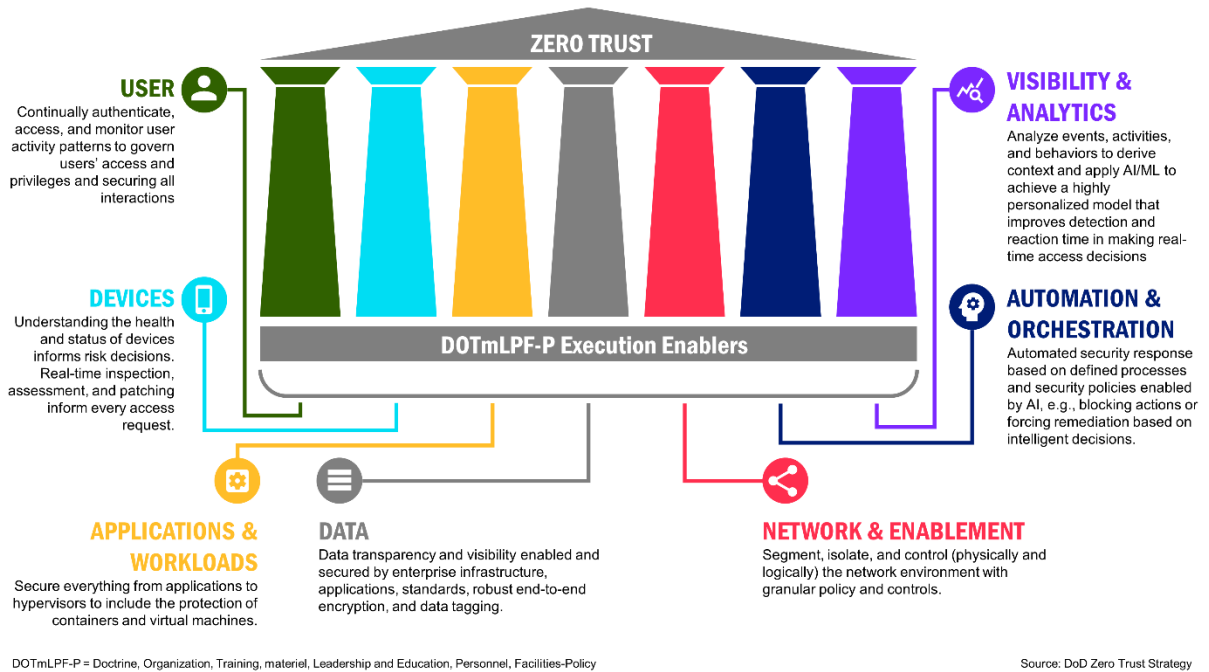 ZERO TRUST
USER
Continually authenticate,
access, and monitor user
activity patterns to govern
users' access and
privileges and securing all
interactions
DEVICES
Understanding the health
and status of devices
informs risk decisions.
Real-time inspection,
assessment, and patching
inform every access
request.
VISIBILITY &
ANALYTICS
Analyze events, activities,
and behaviors to derive
context and apply AI/ML to
achieve a highly
personalized model that
improves detection and
reaction time in making real-
time access decisions
AUTOMATION &
ORCHESTRATION
Automated security response
based on defined processes
and security policies enabled
by AI, e.g., blocking actions or
forcing remediation based on
intelligent decisions.
DOTmLPF-P Execution Enablers
APPLICATIONS &
WORKLOADS
Secure everything from applications to
hypervisors to include the protection of
containers and virtual machines.
DATA
Data transparency and visibility enabled and
secured by enterprise infrastructure,
applications, standards, robust end-to-end
encryption, and data tagging.
NETWORK & ENABLEMENT
Segment, isolate, and control (physically and
logically) the network environment with
granular policy and controls.
DOTmLPF-P = Doctrine, Organization, Training, materiel, Leadership and Education, Personnel, Facilities-Policy
Source: DoD Zero Trust Strategy